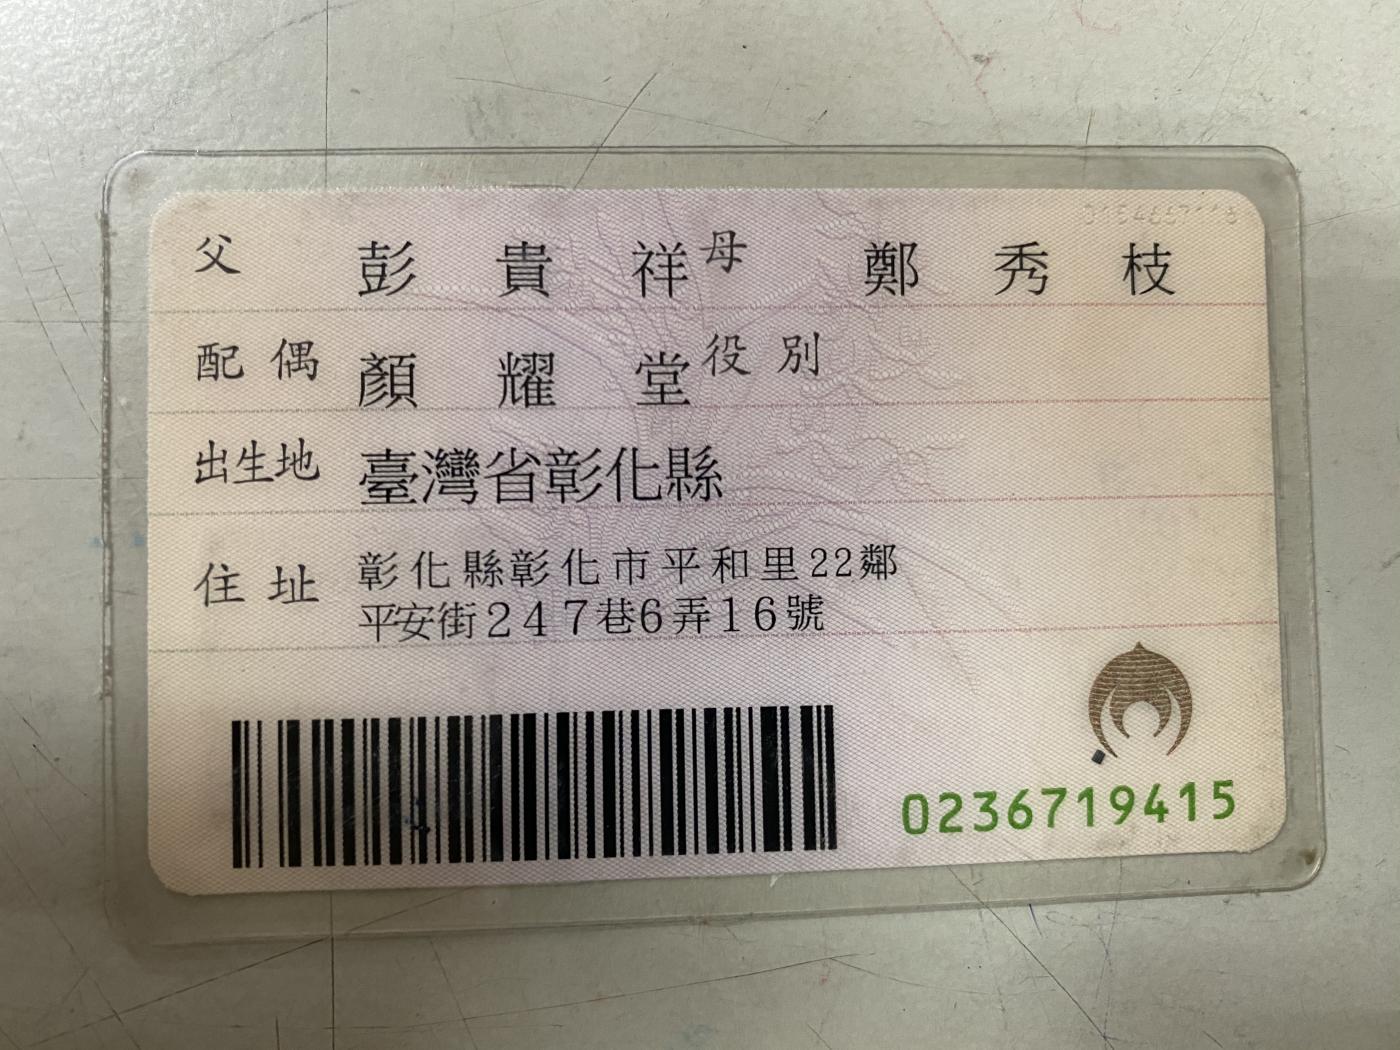 父 彭貴祥 母 鄭秀枝
配偶 顏耀堂 役別
出生地 臺灣省彰化縣
住址 彰化縣彰化市平和里22鄰
平安街247巷6弄16號
0236719415